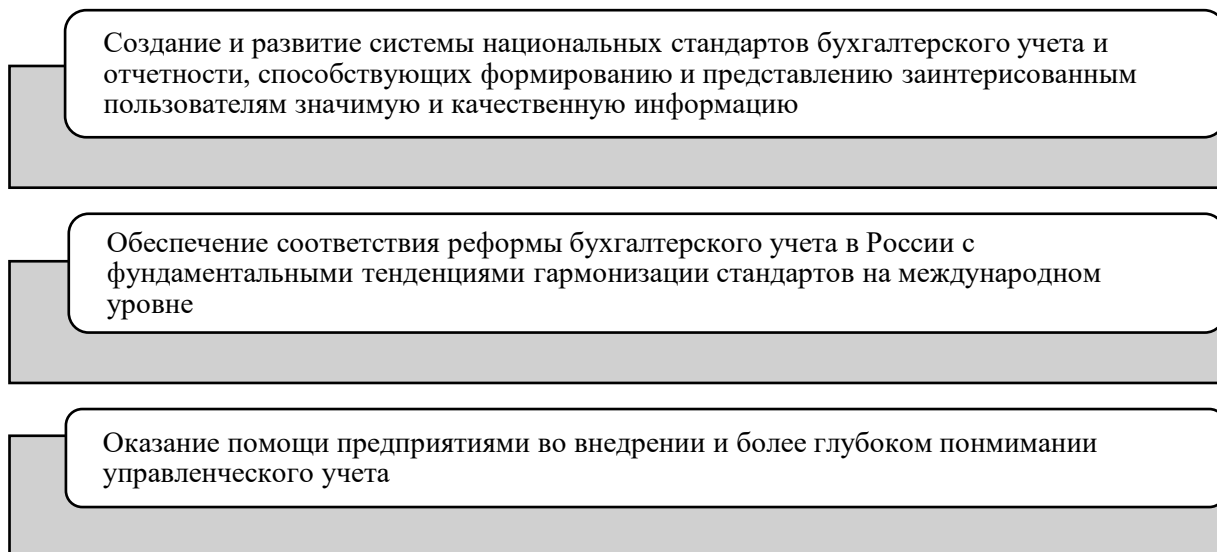 Создание и развитие системы национальных стандартов бухгалтерского учета и
отчетности, способствующих формированию и представлению заинтерисованным
пользователям значимую и качественную информацию
Обеспечение соответствия реформы бухгалтерского учета в России с
фундаментальными тенденциями гармонизации стандартов на международном
уровне
Оказание помощи предприятиями во внедрении и более глубоком понмимании
управленческого учета